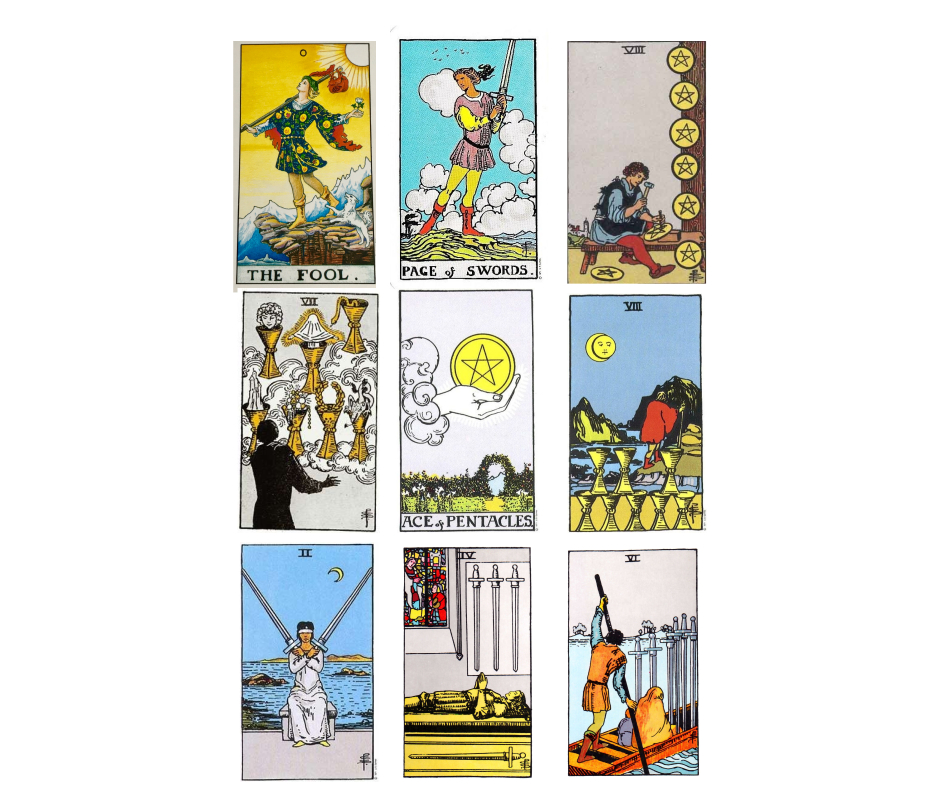 0
THE FOOL.
PAGE of SWORDS.
VIII
VII
ACE of PENTACLES.
VIII
II
IV
VI